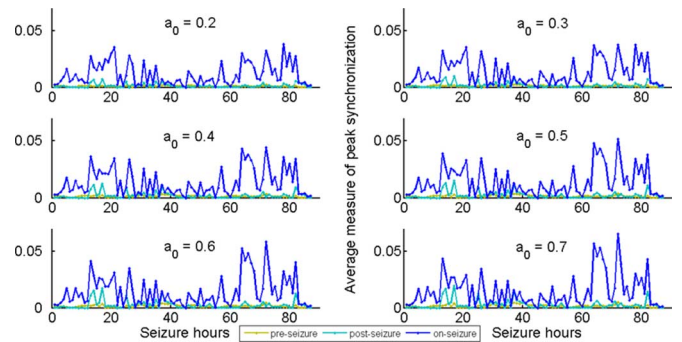 a0 = 0.2
0.05
0
0 20 40 60 80
a0 = 0.3
0.05
0
0 20 40 60 80
a0 = 0.4
0.05
0
0 20 40 60 80
a0 = 0.5
0.05
0
0 20 40 60 80
a0 = 0.6
0.05
0
0 20 40 60 80
Seizure hours
Average measure of peak synchronization
a0 = 0.7
0.05
0
0 20 40 60 80
Seizure hours
pre-seizure post-seizure on-seizure